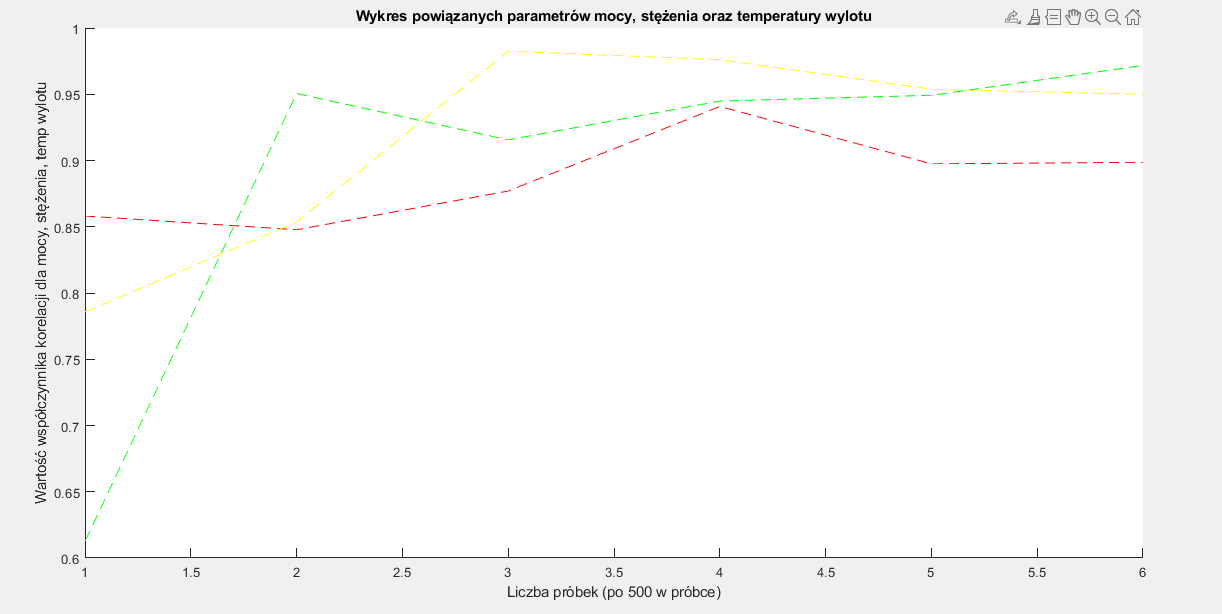 Wykres powiązanych parametrów mocy, stężenia oraz temperatury wylotu
Wartość współczynnika korelacji dla mocy, stężenia, temp wylotu
1
0.95
0.9
0.85
0.8
0.75
0.7
0.65
0.6
1 1.5 2 2.5 3 3.5 4 4.5 5 5.5 6
Liczba próbek (po 500 w próbce)